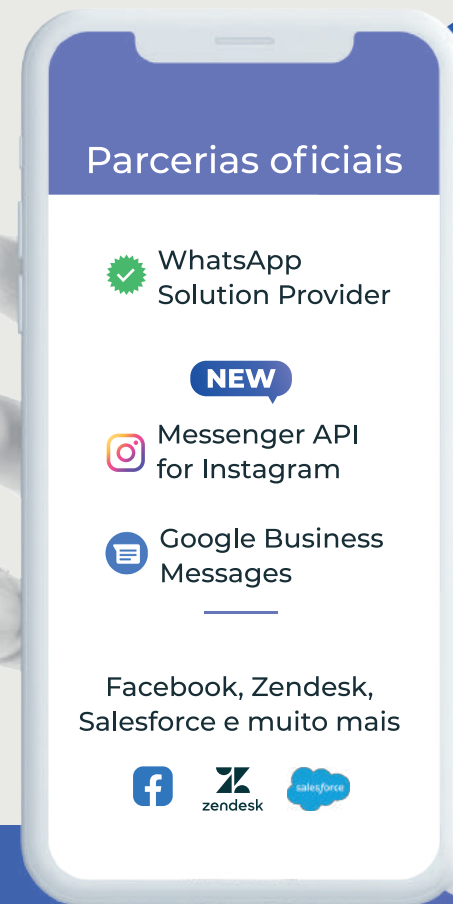 Parcerias oficiais
WhatsApp
Solution Provider
NEW
Messenger API
for Instagram
Google Business
Messages
Facebook, Zendesk,
Salesforce e muito mais
zendesk
salesforce